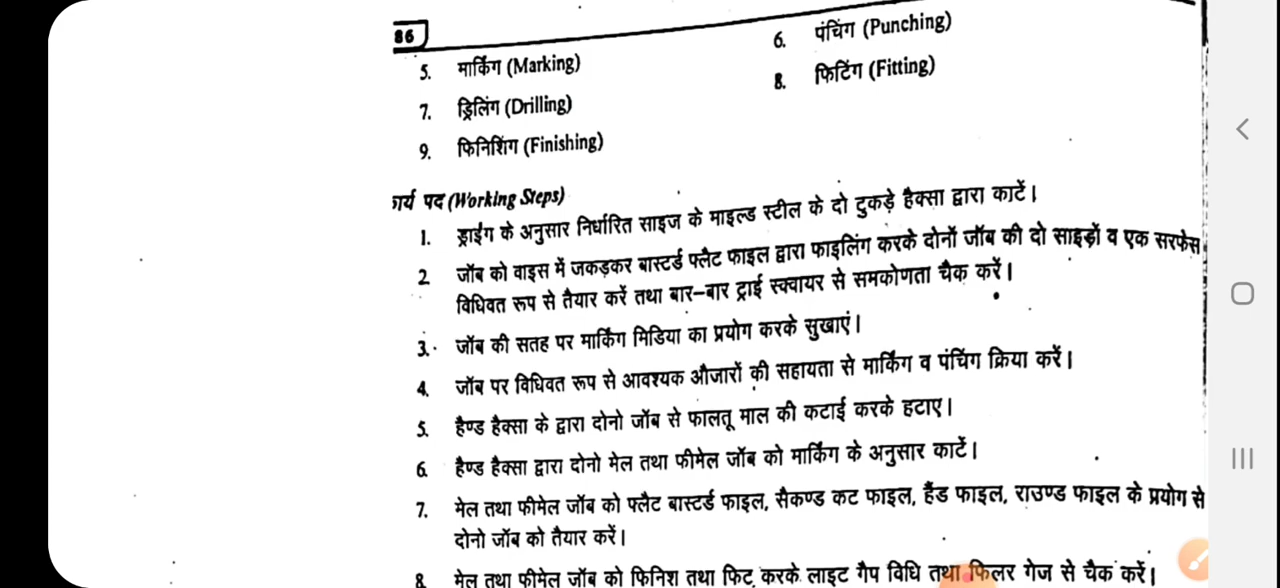 86
5. मार्किंग (Marking)
6. पंचिंग (Punching)
7. ड्रिलिंग (Drilling)
8. फिटिंग (Fitting)
9. फिनिशिंग (Finishing)
कार्य पद (Working Steps)
1. ड्राईंग के अनुसार निर्धारित साइज के माइल्ड स्टील के दो टुकड़े हैक्सा द्वारा काटें।
2 जॉब को वाइस में जकड़कर बास्टर्ड फ्लैट फाइल द्वारा फाइलिंग करके दोनों जॉब की दो साइड़ों व एक सरफेस
विधिवत रूप से तैयार करें तथा बार-बार ट्राई स्क्वायर से समकोणता चैक करें।
3. जॉब की सतह पर मार्किंग मिडिया का प्रयोग करके सुखाएं।
4. जॉब पर विधिवत रूप से आवश्यक औजारों की सहायता से मार्किंग व पंचिंग क्रिया करें।
5. हैण्ड हैक्सा के द्वारा दोनो जॉब से फालतू माल की कटाई करके हटाए।
6. हैण्ड हैक्सा द्वारा दोनो मेल तथा फीमेल जॉब को मार्किंग के अनुसार काटें।
7. मेल तथा फीमेल जॉब को फ्लैट बास्टर्ड फाइल, सैकण्ड कट फाइल, हैंड फाइल, राउण्ड फाइल के प्रयोग से
दोनो जॉब को तैयार करें।
8. मेल तथा फीमेल जॉब को फिनिश तथा फिट करके लाइट गैप विधि तथा फिलर गेज से चैक करें।